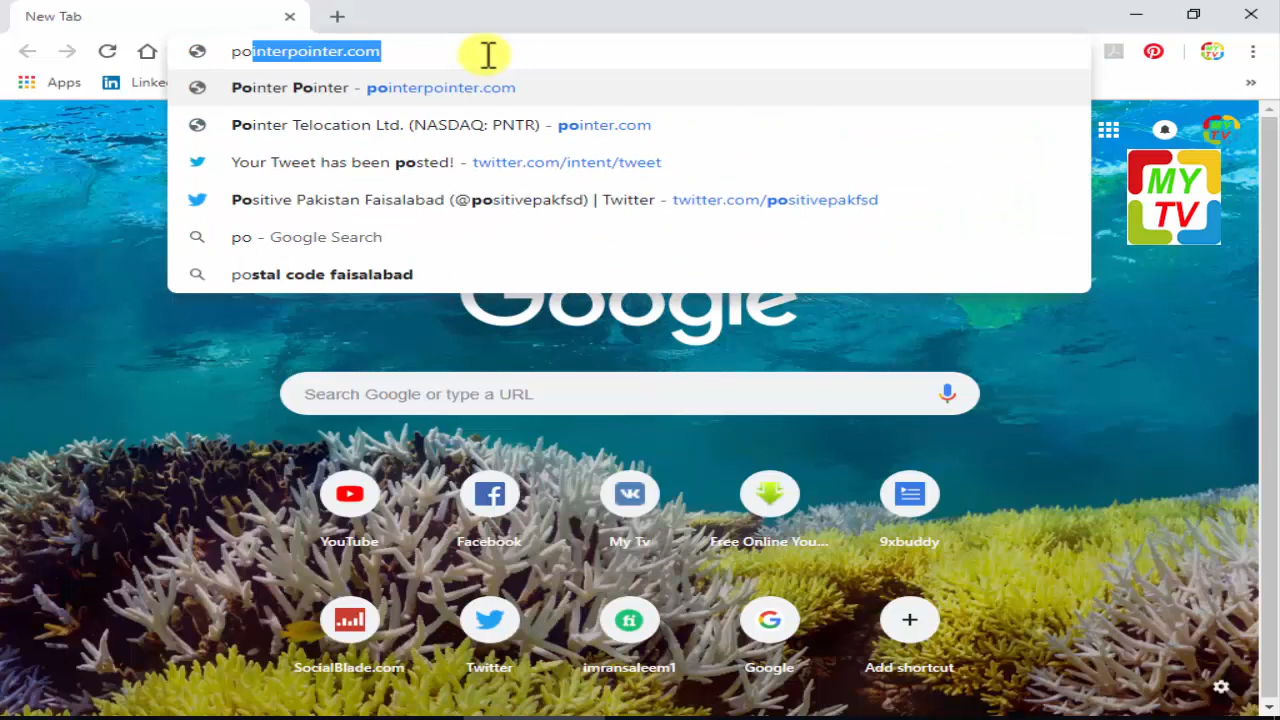 New Tab
pointerpointer.com
Apps
Linke
»
Pointer Pointer - pointerpointer.com
Pointer Telocation Ltd. (NASDAQ: PNTR) - pointer.com
Your Tweet has been posted! - twitter.com/intent/tweet
Positive Pakistan Faisalabad (@positivepakfsd) | Twitter - twitter.com/positivepakfsd
po - Google Search
postal code faisalabad
MY
TV
Google
Search Google or type a URL
YouTube
Facebook
My Tv
Free Online You...
9xbuddy
SocialBlade.com
Twitter
imransaleem1
Google
Add shortcut